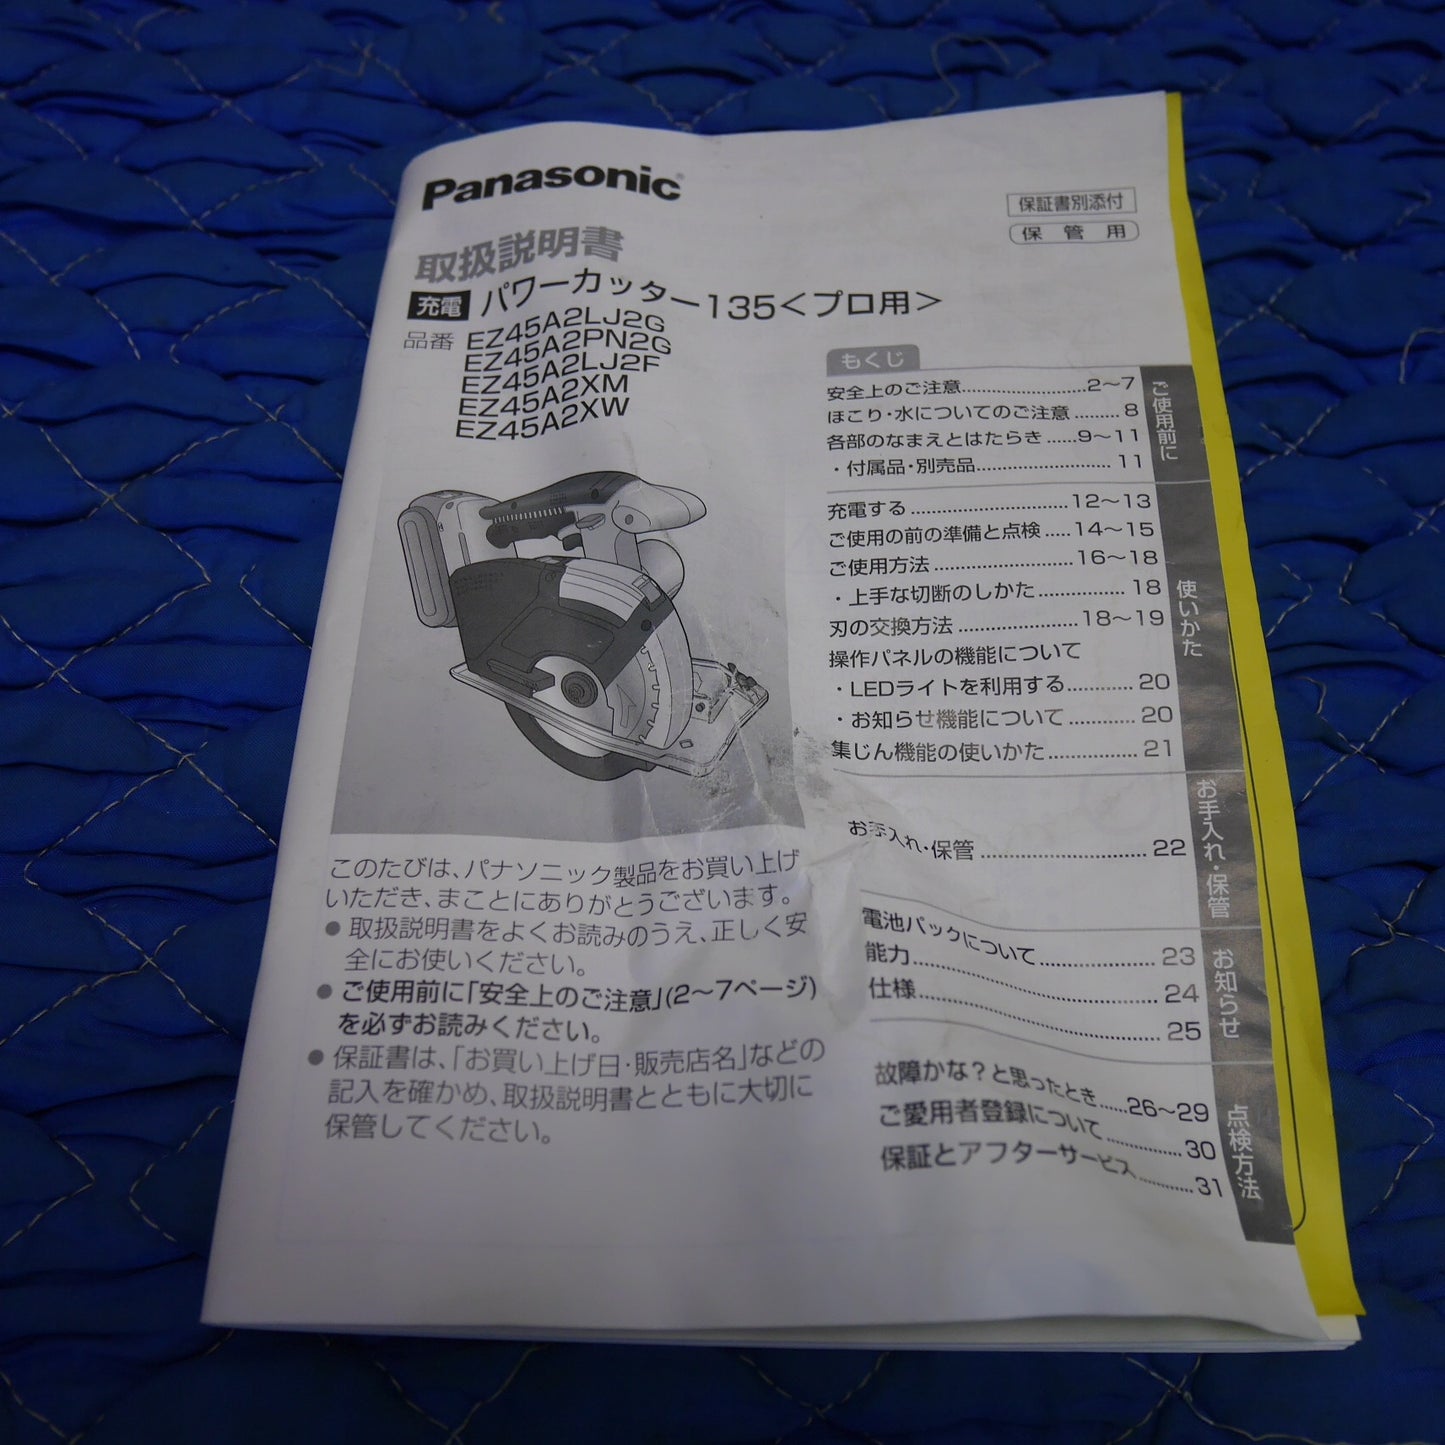 Panasonic
保証書別添付
保管用
取扱説明書
充電 パワーカッター135<プロ用>
品番 EZ45A2LJ2G
EZ45A2PN2G
EZ45A2LJ2F
EZ45A2XM
EZ45A2XW
もくじ
ご使用前に
安全上のご注意..................2～7
ほこり・水についてのご注意.........8
各部のなまえとはたらき......9～11
・付属品・別売品......................11
使いかた
充電する..........................12～13
ご使用の前の準備と点検.....14～15
ご使用方法......................16～18
・上手な切断のしかた...............18
刃の交換方法....................18～19
操作パネルの機能について
・LEDライトを利用する............20
・お知らせ機能について...........20
集じん機能の使いかた...............21
お手入れ・保管
お手入れ・保管..........................22
お知らせ
電池パックについて....................23
能力........................................24
仕様........................................25
点検方法
故障かな？と思ったとき.....26～29
ご愛用者登録について.............30
保証とアフターサービス..........31
このたびは、パナソニック製品をお買い上げ
いただき、まことにありがとうございます。
●取扱説明書をよくお読みのうえ、正しく安
全にお使いください。
●ご使用前に「安全上のご注意」(2～7ページ)
を必ずお読みください。
●保証書は、「お買い上げ日・販売店名」などの
記入を確かめ、取扱説明書とともに大切に
保管してください。